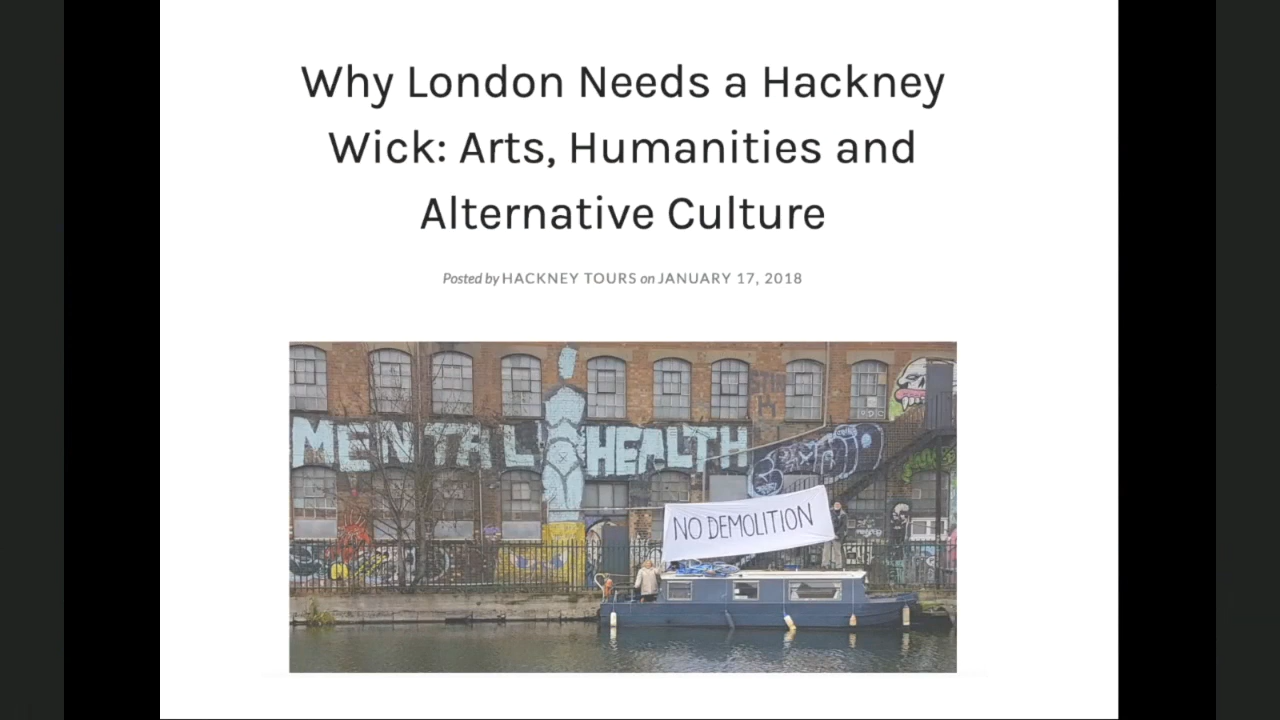 Why London Needs a Hackney
Wick: Arts, Humanities and
Alternative Culture
Posted by HACKNEY TOURS on JANUARY 17, 2018
MENTAL HEALTH
NO DEMOLITION